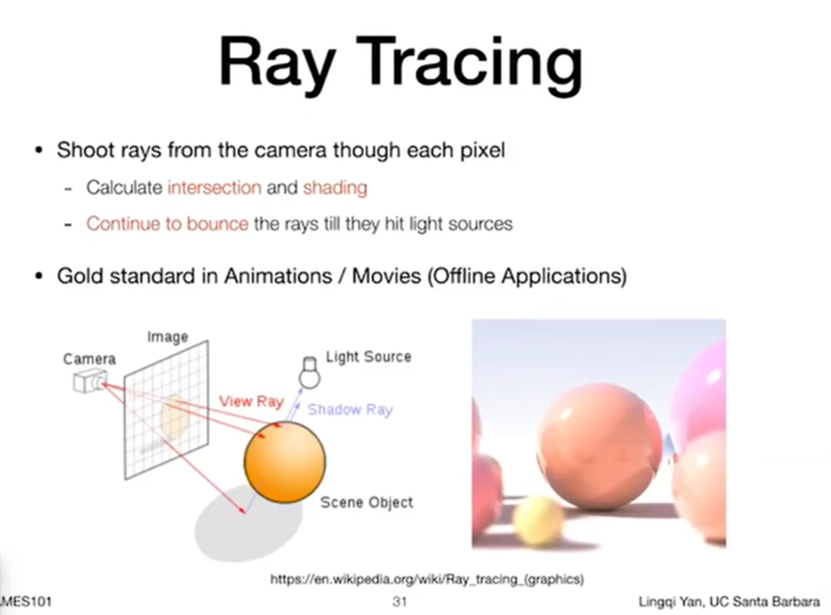 Ray Tracing
• Shoot rays from the camera though each pixel
- Calculate intersection and shading
- Continue to bounce the rays till they hit light sources
• Gold standard in Animations / Movies (Offline Applications)
Image
Camera
Light Source
View Ray
Shadow Ray
Scene Object
https://en.wikipedia.org/wiki/Ray_tracing_(graphics)
MES101
31
Lingqi Yan, UC Santa Barbara